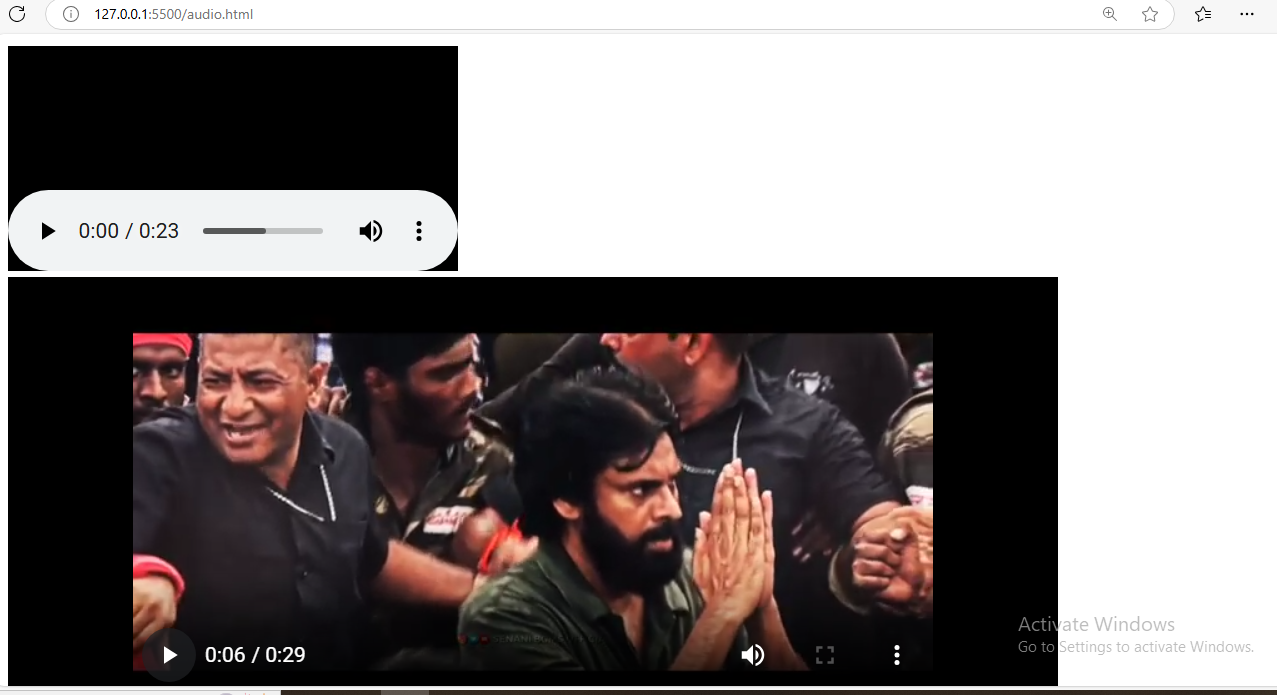 127.0.0.1:5500/audio.html
0:00 / 0:23
0:06 / 0:29
Activate Windows
Go to Settings to activate Windows.